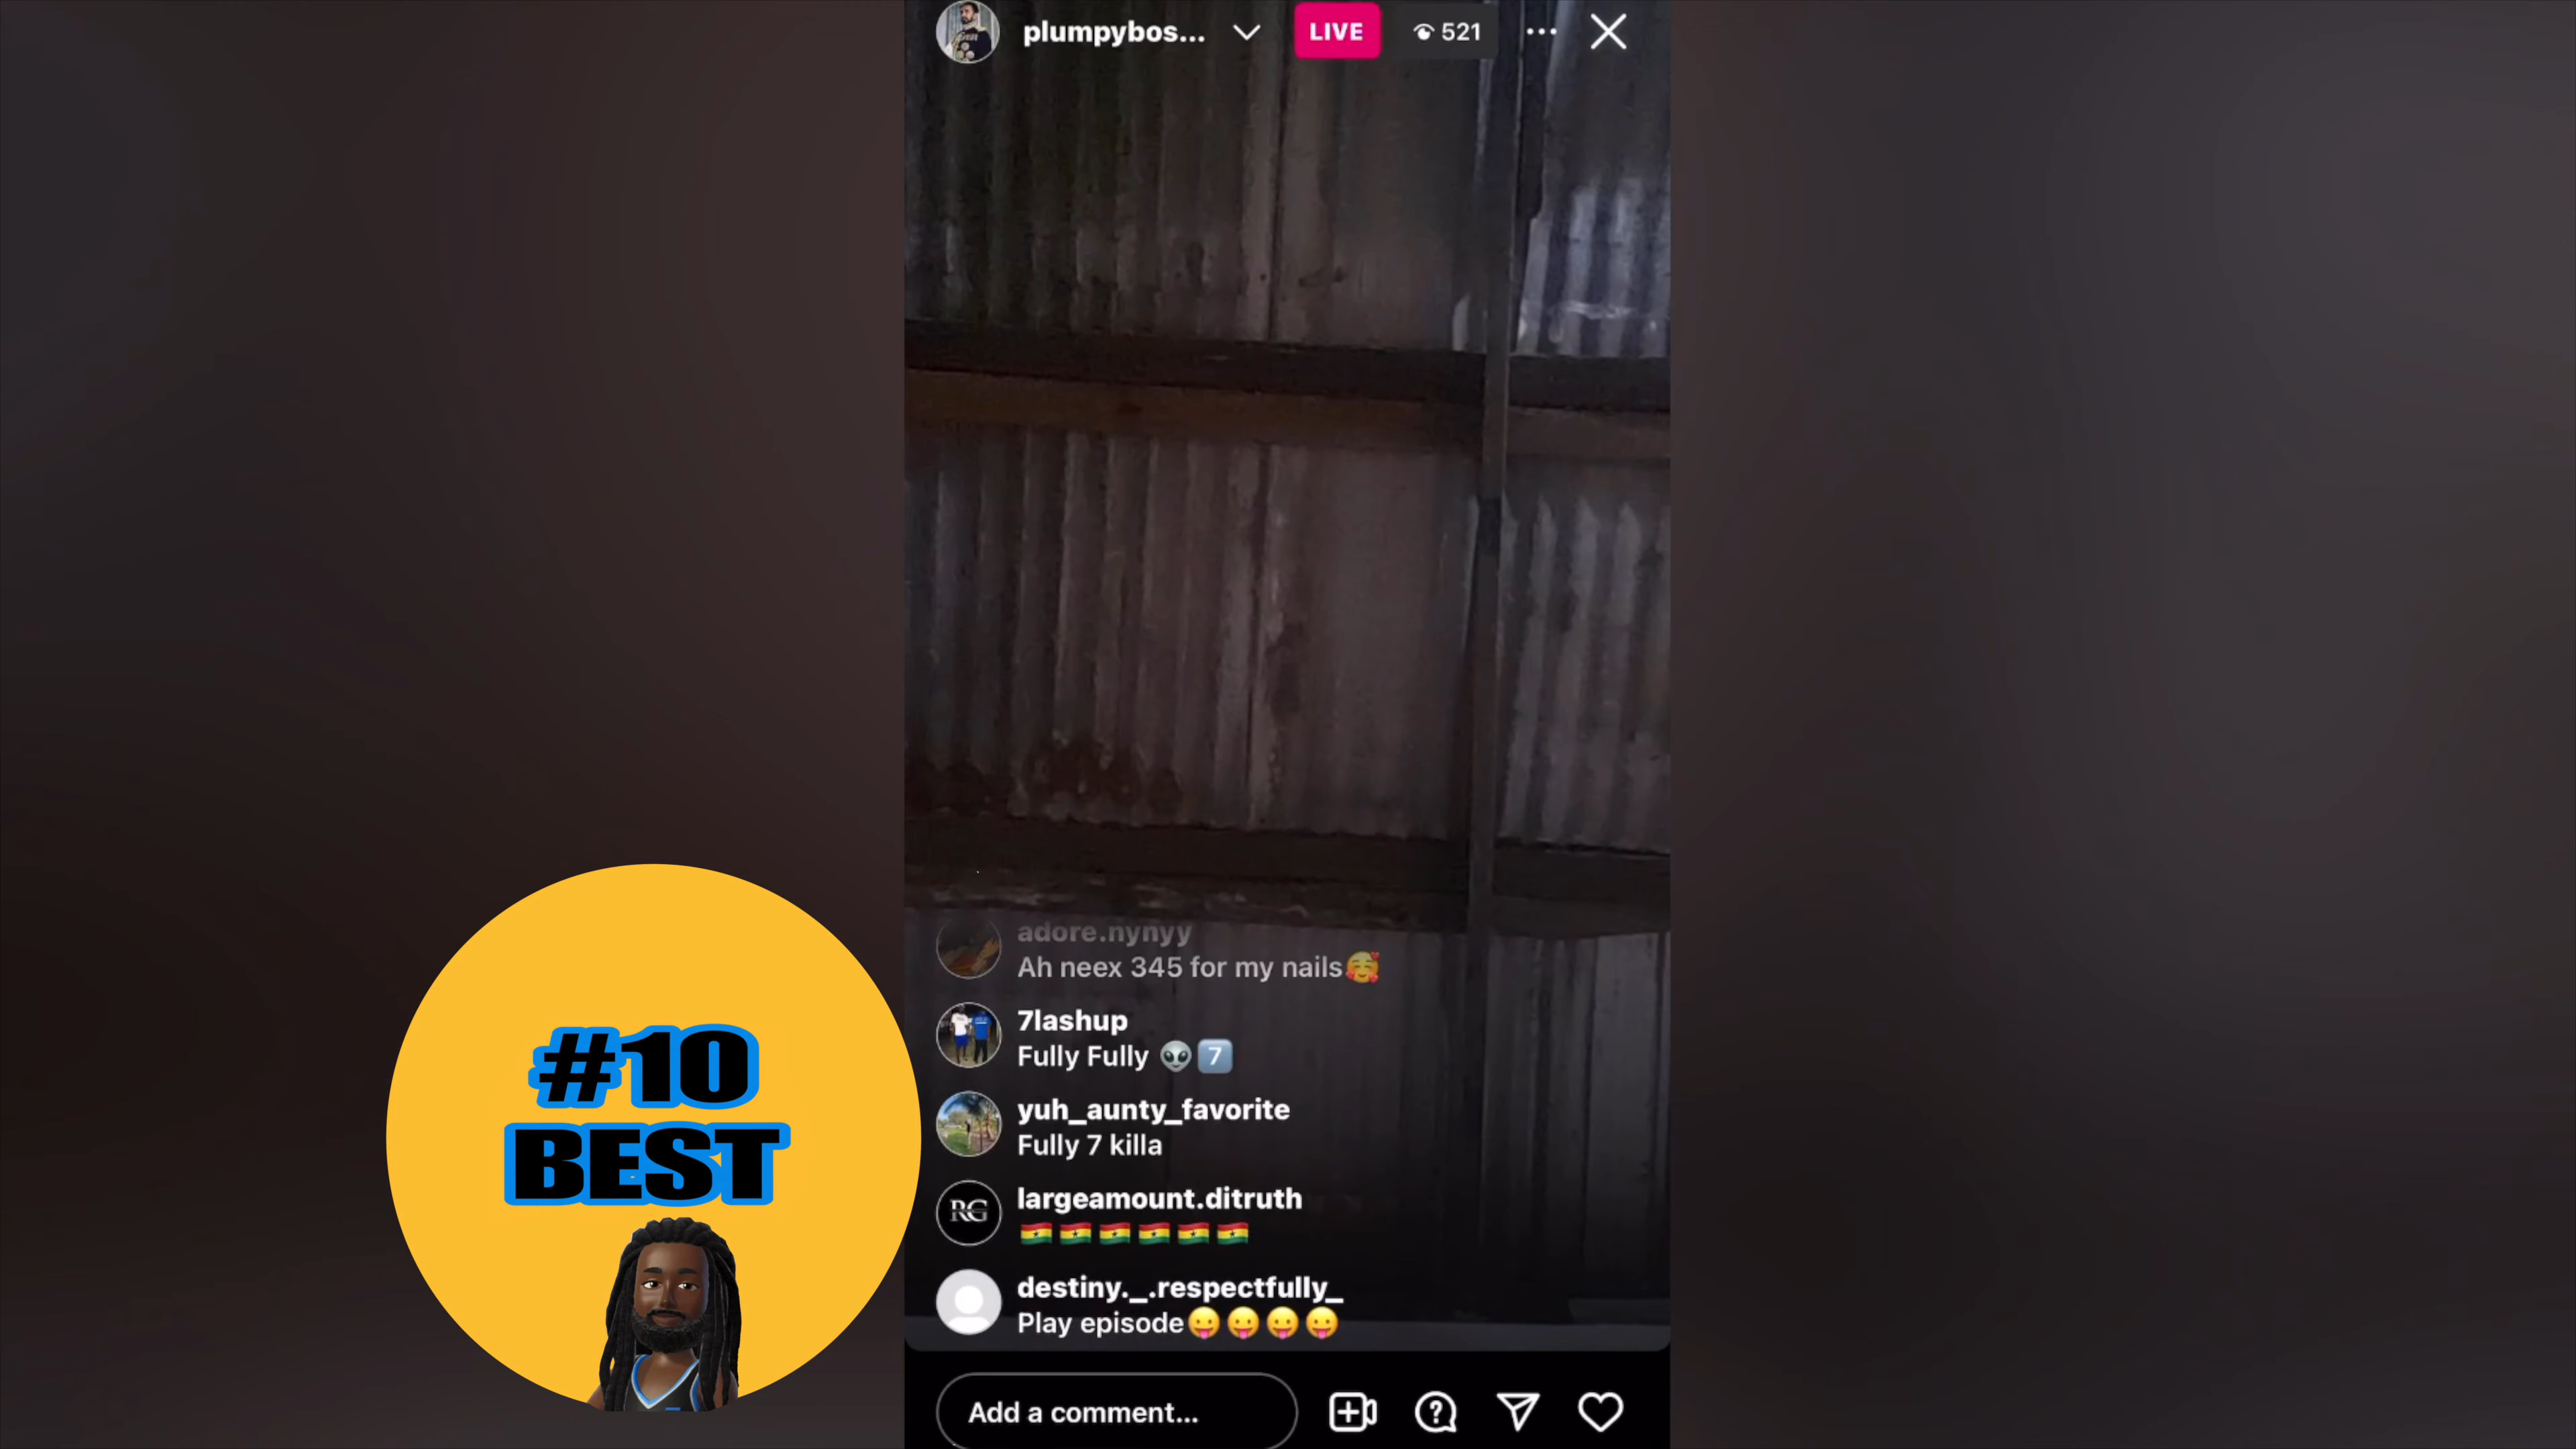 plumpybos...
LIVE
521
adore.nynyy
Ah neex 345 for my nails🥰
7lashup
Fully Fully 👽7️⃣
yuh_aunty_favorite
Fully 7 killa
RG
largeamount.ditruth
🇬🇭🇬🇭🇬🇭🇬🇭🇬🇭🇬🇭
destiny._.respectfully_
Play episode😛😛😛😛
Add a comment...
#10
BEST